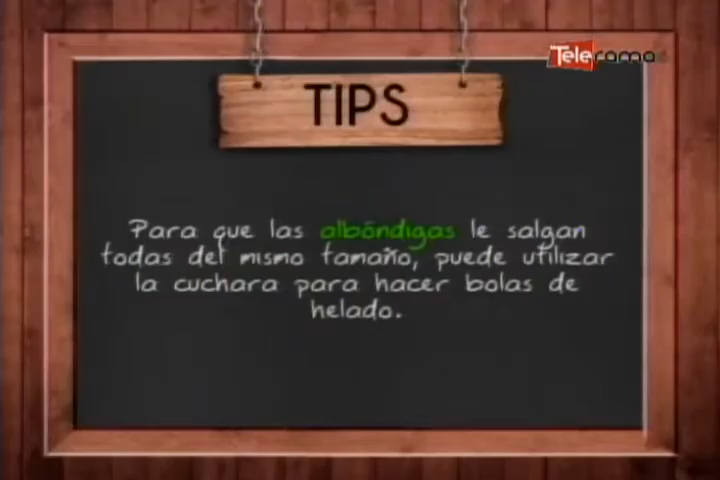 Telerama
TIPS
Para que las albóndigas le salgan
todas del mismo tamaño, puede utilizar
la cuchara para hacer bolas de
helado.